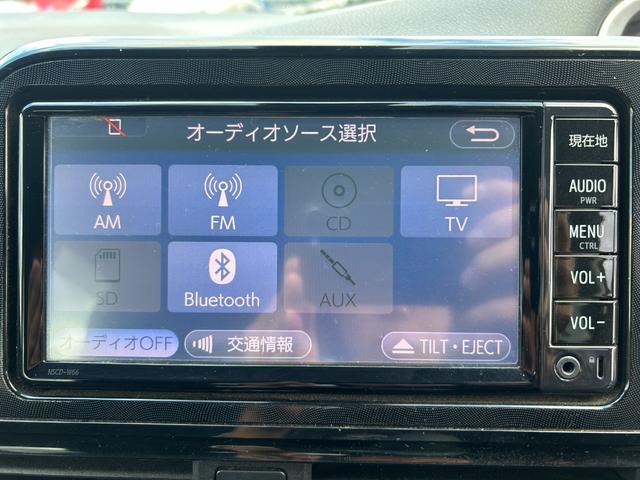 オーディオソース選択
現在地
AM
FM
CD
TV
AUDIO
PWR
MENU
CTRL
SD
Bluetooth
AUX
VOL+
オーディオOFF
交通情報
TILT・EJECT
VOL-
NSCD-W66